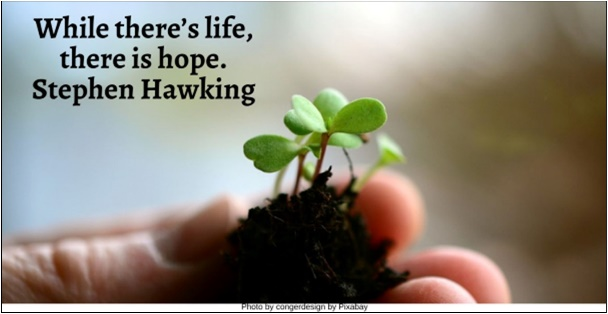 While there’s life,
there is hope.
Stephen Hawking
Photo by congerdesign by Pixabay